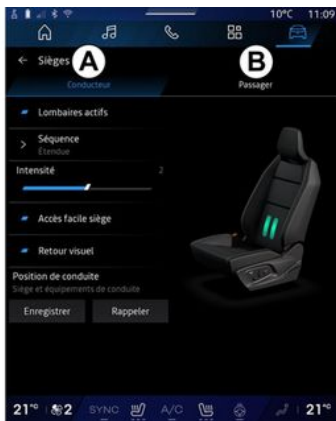 10°C 11:09
Sièges
A
B
Conducteur
Passager
Lombaires actifs
Séquence
Étendue
Intensité 2
Accès facile siège
Retour visuel
Position de conduite
Siège et équipements de conduite
Enregistrer Rappeler
21° 2 SYNC A/C 21°